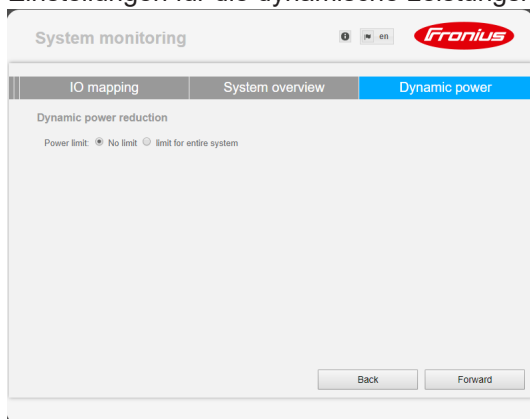 Einstellungen für die dynamische Leistungs
System monitoring
en
Fronius
IO mapping
System overview
Dynamic power
Dynamic power reduction
Power limit: No limit limit for entire system
Back
Forward